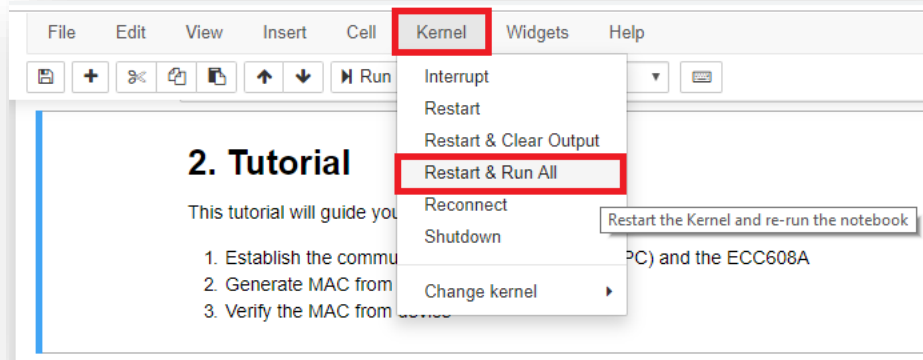 File Edit View Insert Cell Kernel Widgets Help
Run
Interrupt
Restart
Restart & Clear Output
Restart & Run All
Reconnect
Shutdown
Change kernel
Restart the Kernel and re-run the notebook
2. Tutorial
This tutorial will guide you
1. Establish the commu PC) and the ECC608A
2. Generate MAC from
3. Verify the MAC from device